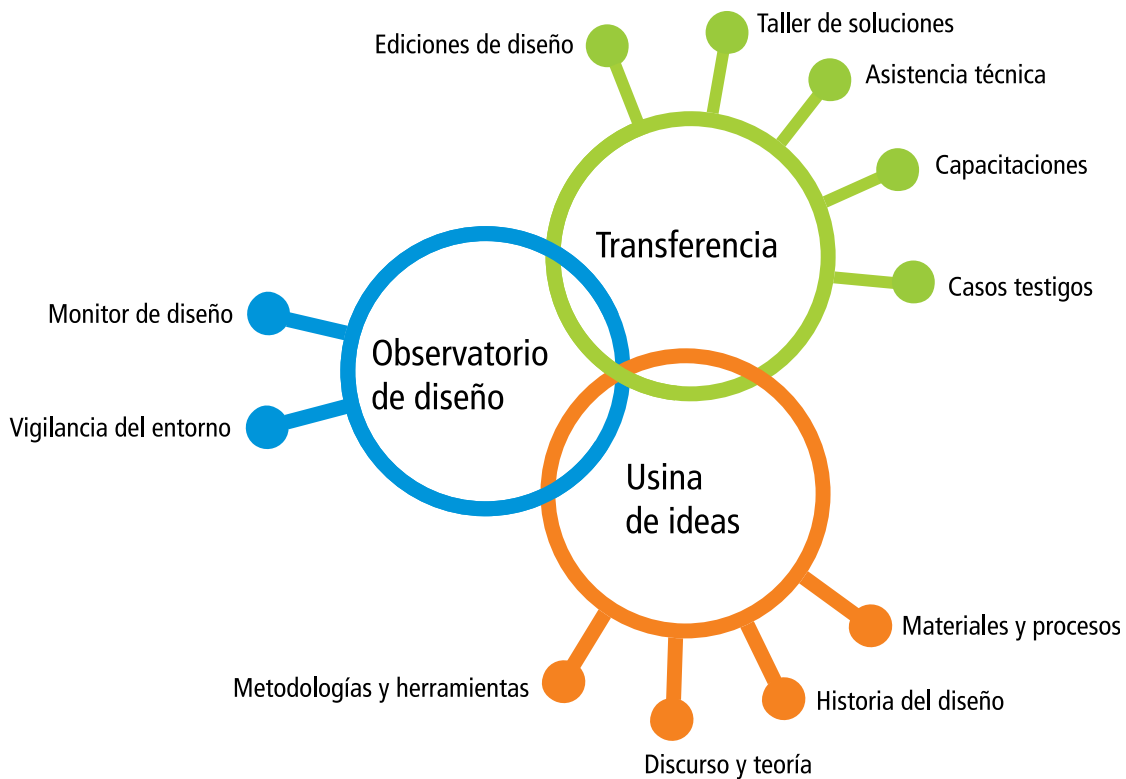 Ediciones de diseño
Taller de soluciones
Asistencia técnica
Capacitaciones
Transferencia
Casos testigos
Monitor de diseño
Observatorio
de diseño
Vigilancia del entorno
Usina
de ideas
Materiales y procesos
Metodologías y herramientas
Historia del diseño
Discurso y teoría